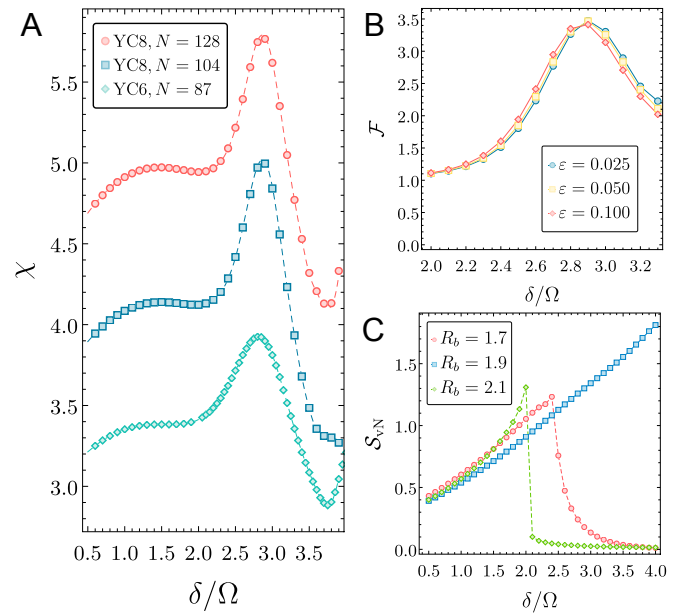 A
YC8, N = 128
YC8, N = 104
YC6, N = 87
χ
5.5
5.0
4.5
4.0
3.5
3.0
0.5 1.0 1.5 2.0 2.5 3.0 3.5
δ/Ω
B
ε = 0.025
ε = 0.050
ε = 0.100
ℱ
3.5
3.0
2.5
2.0
1.5
1.0
0.5
0.0
2.0 2.2 2.4 2.6 2.8 3.0 3.2
δ/Ω
C
R_b = 1.7
R_b = 1.9
R_b = 2.1
𝒮_vN
1.5
1.0
0.5
0.0
0.5 1.0 1.5 2.0 2.5 3.0 3.5 4.0
δ/Ω